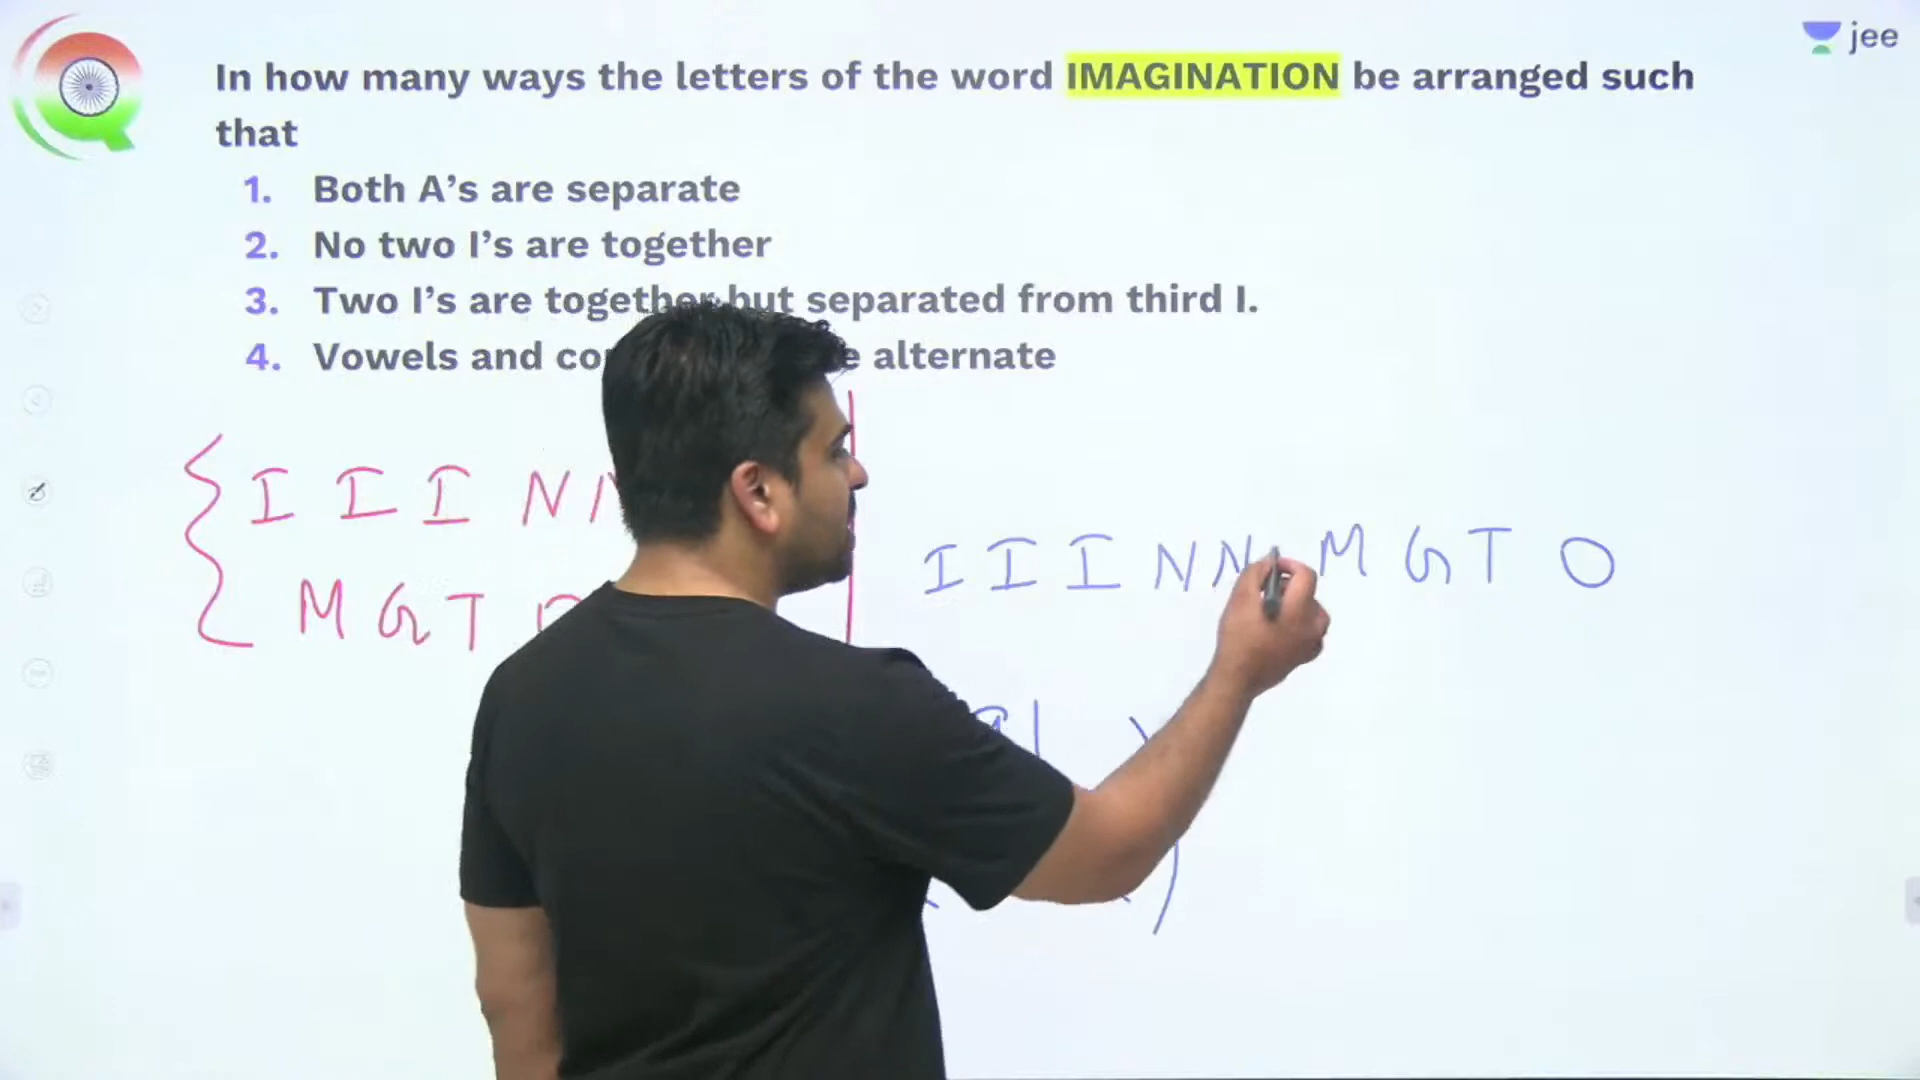 jee
In how many ways the letters of the word IMAGINATION be arranged such
that
1. Both A's are separate
2. No two I's are together
3. Two I's are together but separated from third I.
4. Vowels and alternate
I I I N
M G T
I I I N N M G T O